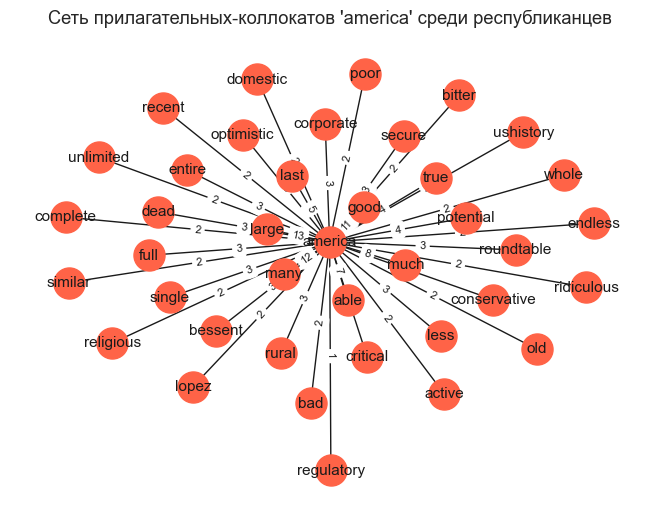 Сеть прилагательных-коллокатов 'america' среди республиканцев
poor
domestic
bitter
recent
corporate
optimistic
secure
ushistory
unlimited
entire
last
true
whole
complete
dead
good
potential
endless
large
america
roundtable
full
much
similar
many
ridiculous
single
able
conservative
religious
bessent
less
old
rural
critical
lopez
active
bad
regulatory
2
2
3
2
3
2
3
5
11
4
2
2
3
13
4
2
3
2
3
8
2
12
7
3
2
2
3
2
2
3
2
1